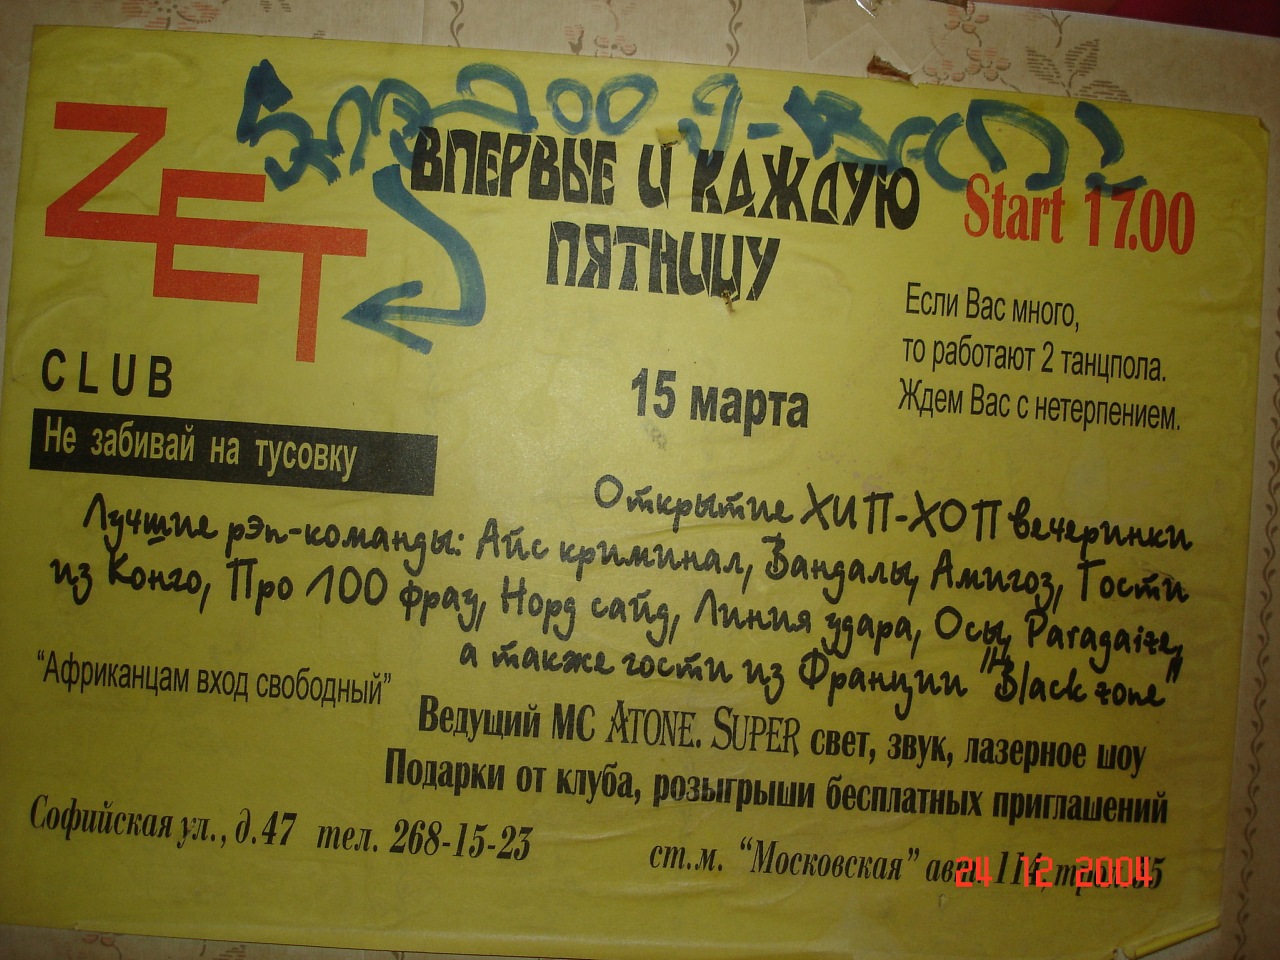 ZET
CLUB
Не забивай на тусовку
ВПЕРВЫЕ И КАЖДУЮ
ПЯТНИЦУ
Start 17.00
Если Вас много,
то работают 2 танцпола.
Ждем Вас с нетерпением.
15 марта
Открытие ХИП-ХОП вечеринки
Лучшие рэп-команды: Айс криминал, Вандалы, Амигоз, Гости
из Конго, Про 100 фрау, Норд сайд, Линия удара, Осы, Paragaize,
а также гости из Франции "Black zone"
"Африканцам вход свободный"
Ведущий МС ATONE. SUPER свет, звук, лазерное шоу
Подарки от клуба, розыгрыши бесплатных приглашений
Софийская ул., д.47 тел. 268-15-23
ст.м. "Московская" авт. 114,
24 12 2004